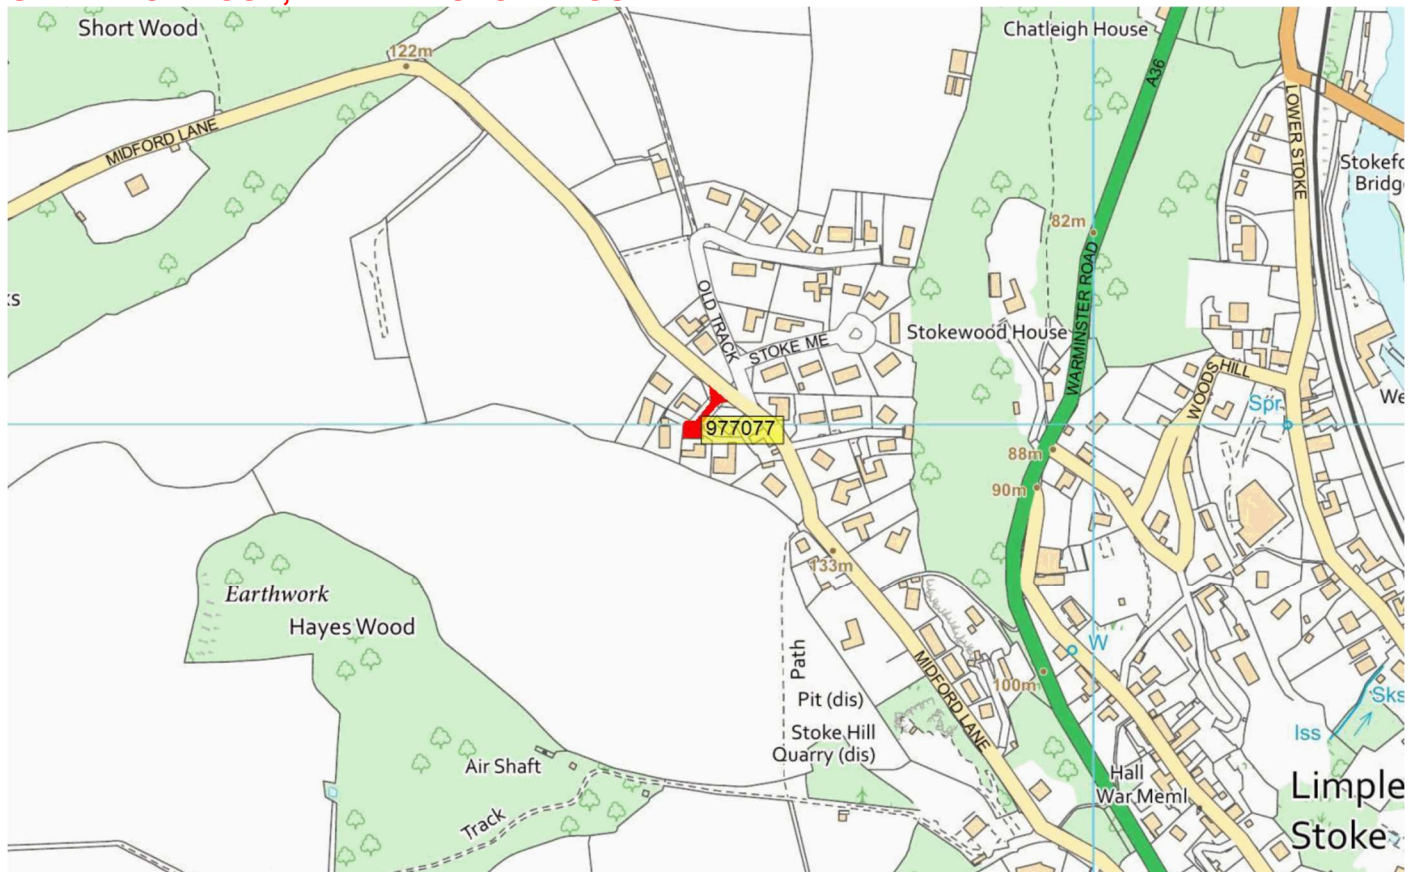 Short Wood
122m
Chatleigh House
A36
MIDFORD LANE
LOWER STOKE
Stokefo
Bridg
82m
WARMINSTER ROAD
ks
OLD TRACK
STOKE ME
Stokewood House
WOODS HILL
We
Spr
977077
88m
90m
133m
Earthwork
Hayes Wood
Path
W
MIDFORD LANE
100m
Pit (dis)
Sks
Stoke Hill
Quarry (dis)
Iss
Air Shaft
Hall
War Meml
Limple
Stoke
Track